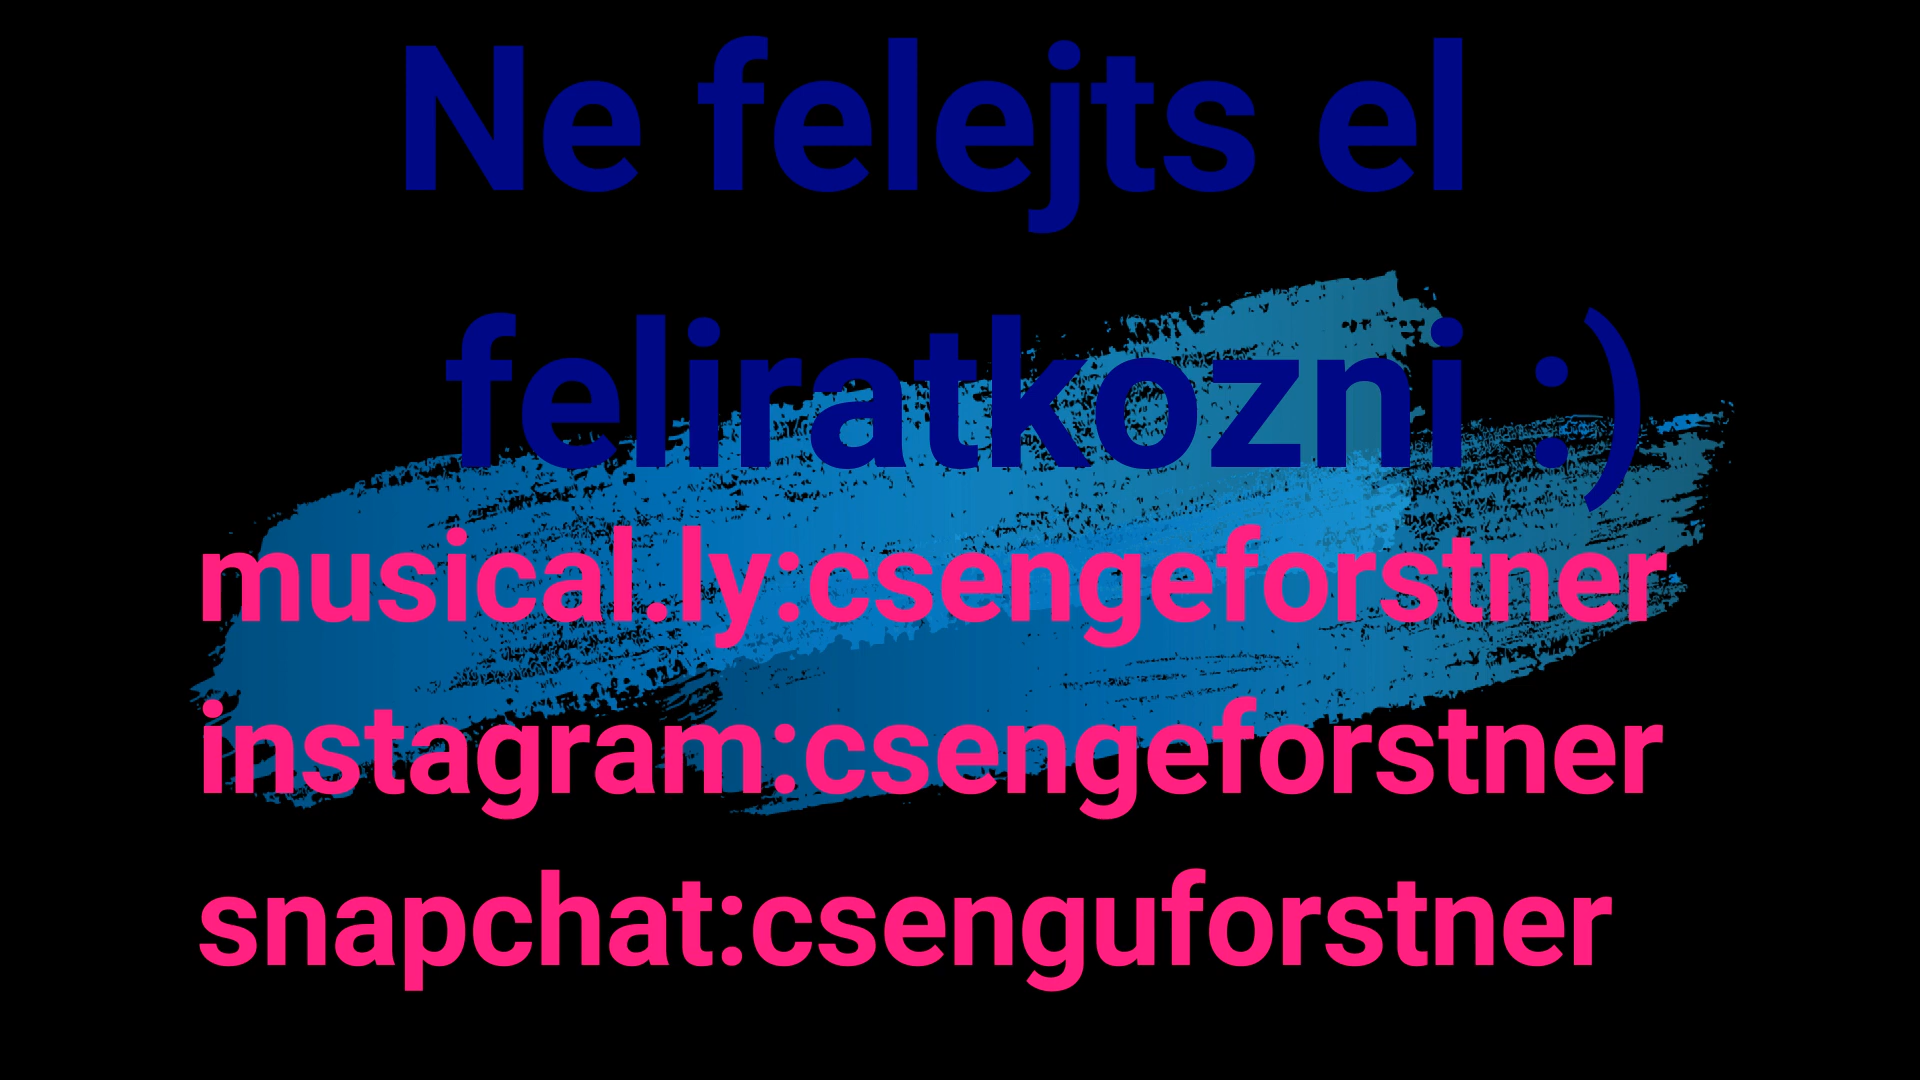 Ne felejts el
feliratkozni :)
musical.ly:csengeforstner
instagram:csengeforstner
snapchat:csenguforstner